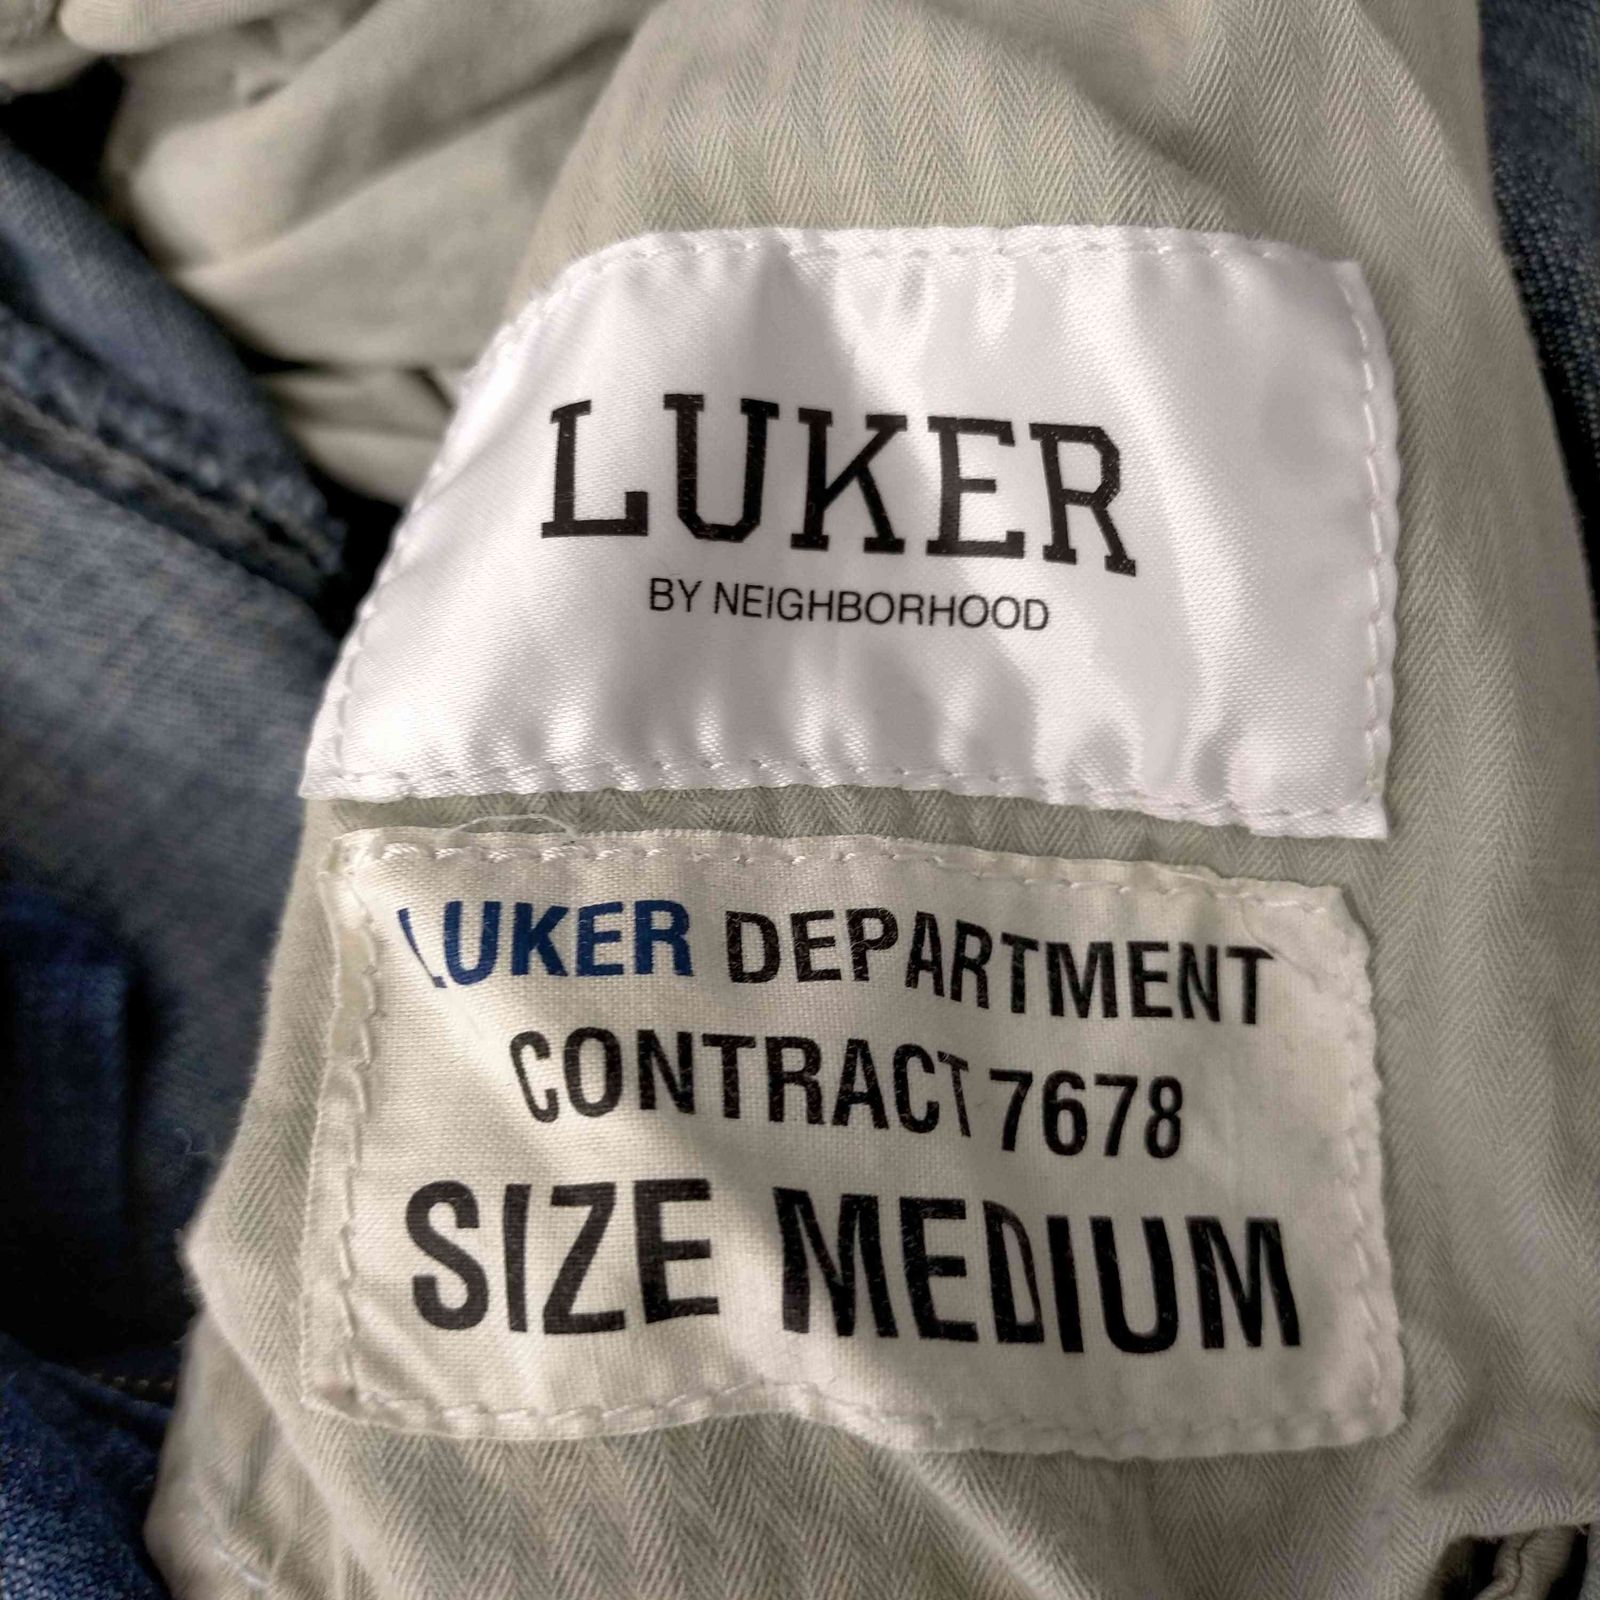 LUKER
BY NEIGHBORHOOD
LUKER DEPARTMENT
CONTRACT 7678
SIZE MEDIUM